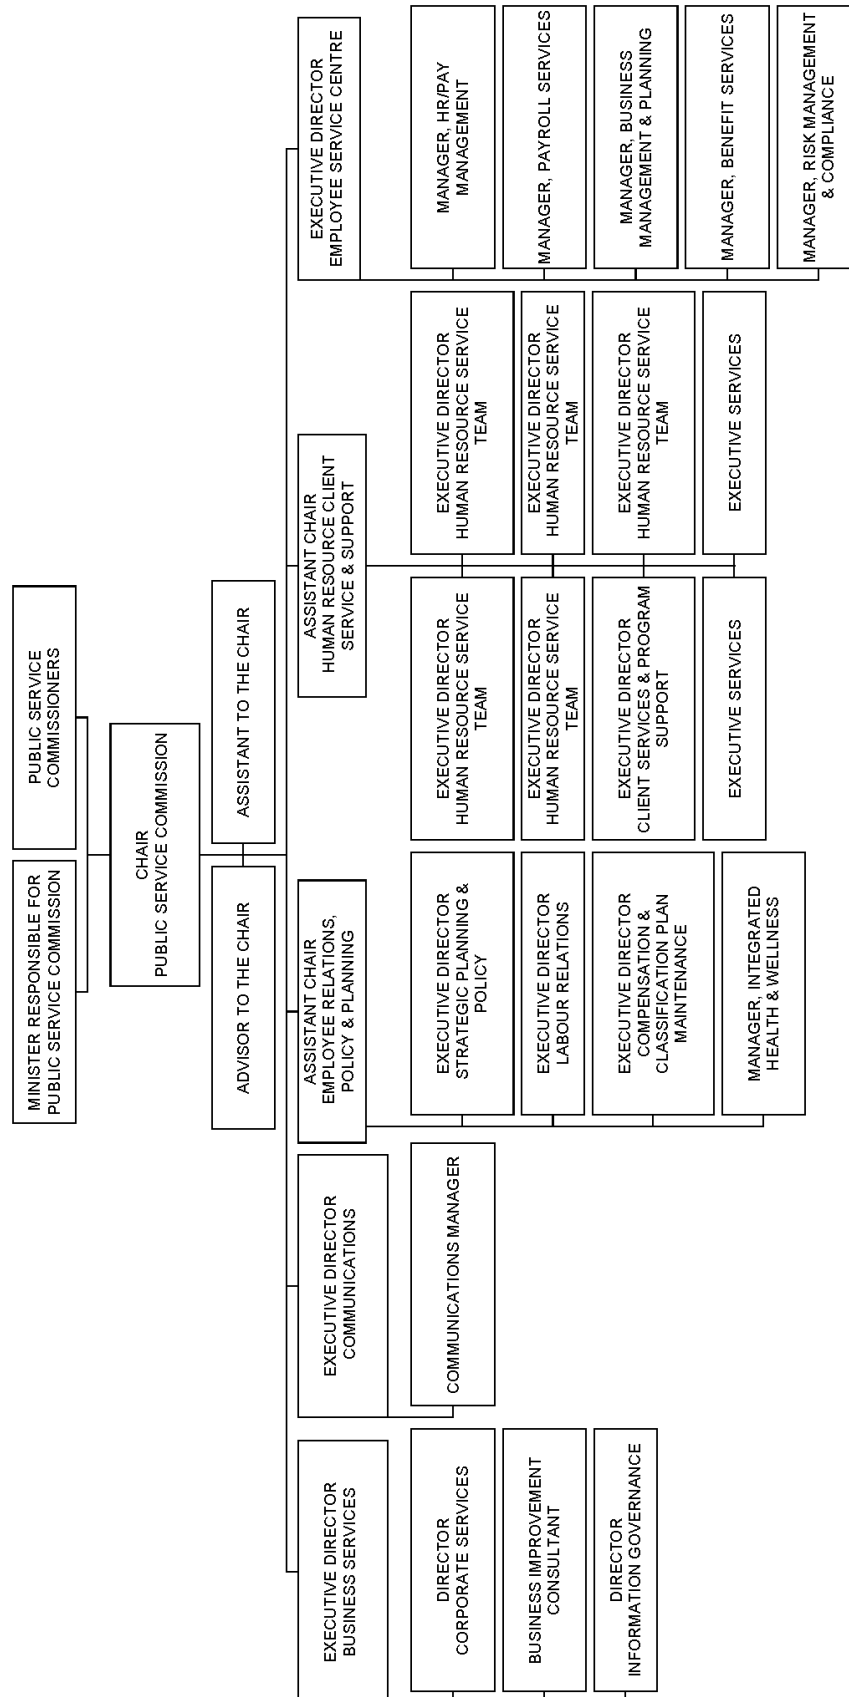 MINISTER RESPONSIBLE FOR
PUBLIC SERVICE COMMISSION
PUBLIC SERVICE
COMMISSIONERS
CHAIR
PUBLIC SERVICE COMMISSION
ADVISOR TO THE CHAIR
ASSISTANT TO THE CHAIR
EXECUTIVE DIRECTOR
BUSINESS SERVICES
DIRECTOR
CORPORATE SERVICES
BUSINESS IMPROVEMENT
CONSULTANT
DIRECTOR
INFORMATION GOVERNANCE
EXECUTIVE DIRECTOR
COMMUNICATIONS
COMMUNICATIONS MANAGER
ASSISTANT CHAIR
EMPLOYEE RELATIONS,
POLICY & PLANNING
EXECUTIVE DIRECTOR
STRATEGIC PLANNING &
POLICY
EXECUTIVE DIRECTOR
LABOUR RELATIONS
EXECUTIVE DIRECTOR
COMPENSATION &
CLASSIFICATION PLAN
MAINTENANCE
MANAGER, INTEGRATED
HEALTH & WELLNESS
ASSISTANT CHAIR
HUMAN RESOURCE CLIENT
SERVICE & SUPPORT
EXECUTIVE DIRECTOR
HUMAN RESOURCE SERVICE
TEAM
EXECUTIVE DIRECTOR
HUMAN RESOURCE SERVICE
TEAM
EXECUTIVE DIRECTOR
HUMAN RESOURCE SERVICE
TEAM
EXECUTIVE DIRECTOR
HUMAN RESOURCE SERVICE
TEAM
EXECUTIVE DIRECTOR
CLIENT SERVICES & PROGRAM
SUPPORT
EXECUTIVE DIRECTOR
HUMAN RESOURCE SERVICE
TEAM
EXECUTIVE SERVICES
EXECUTIVE SERVICES
EXECUTIVE DIRECTOR
EMPLOYEE SERVICE CENTRE
MANAGER, HR/PAY
MANAGEMENT
MANAGER, PAYROLL SERVICES
MANAGER, BUSINESS
MANAGEMENT & PLANNING
MANAGER, BENEFIT SERVICES
MANAGER, RISK MANAGEMENT
& COMPLIANCE